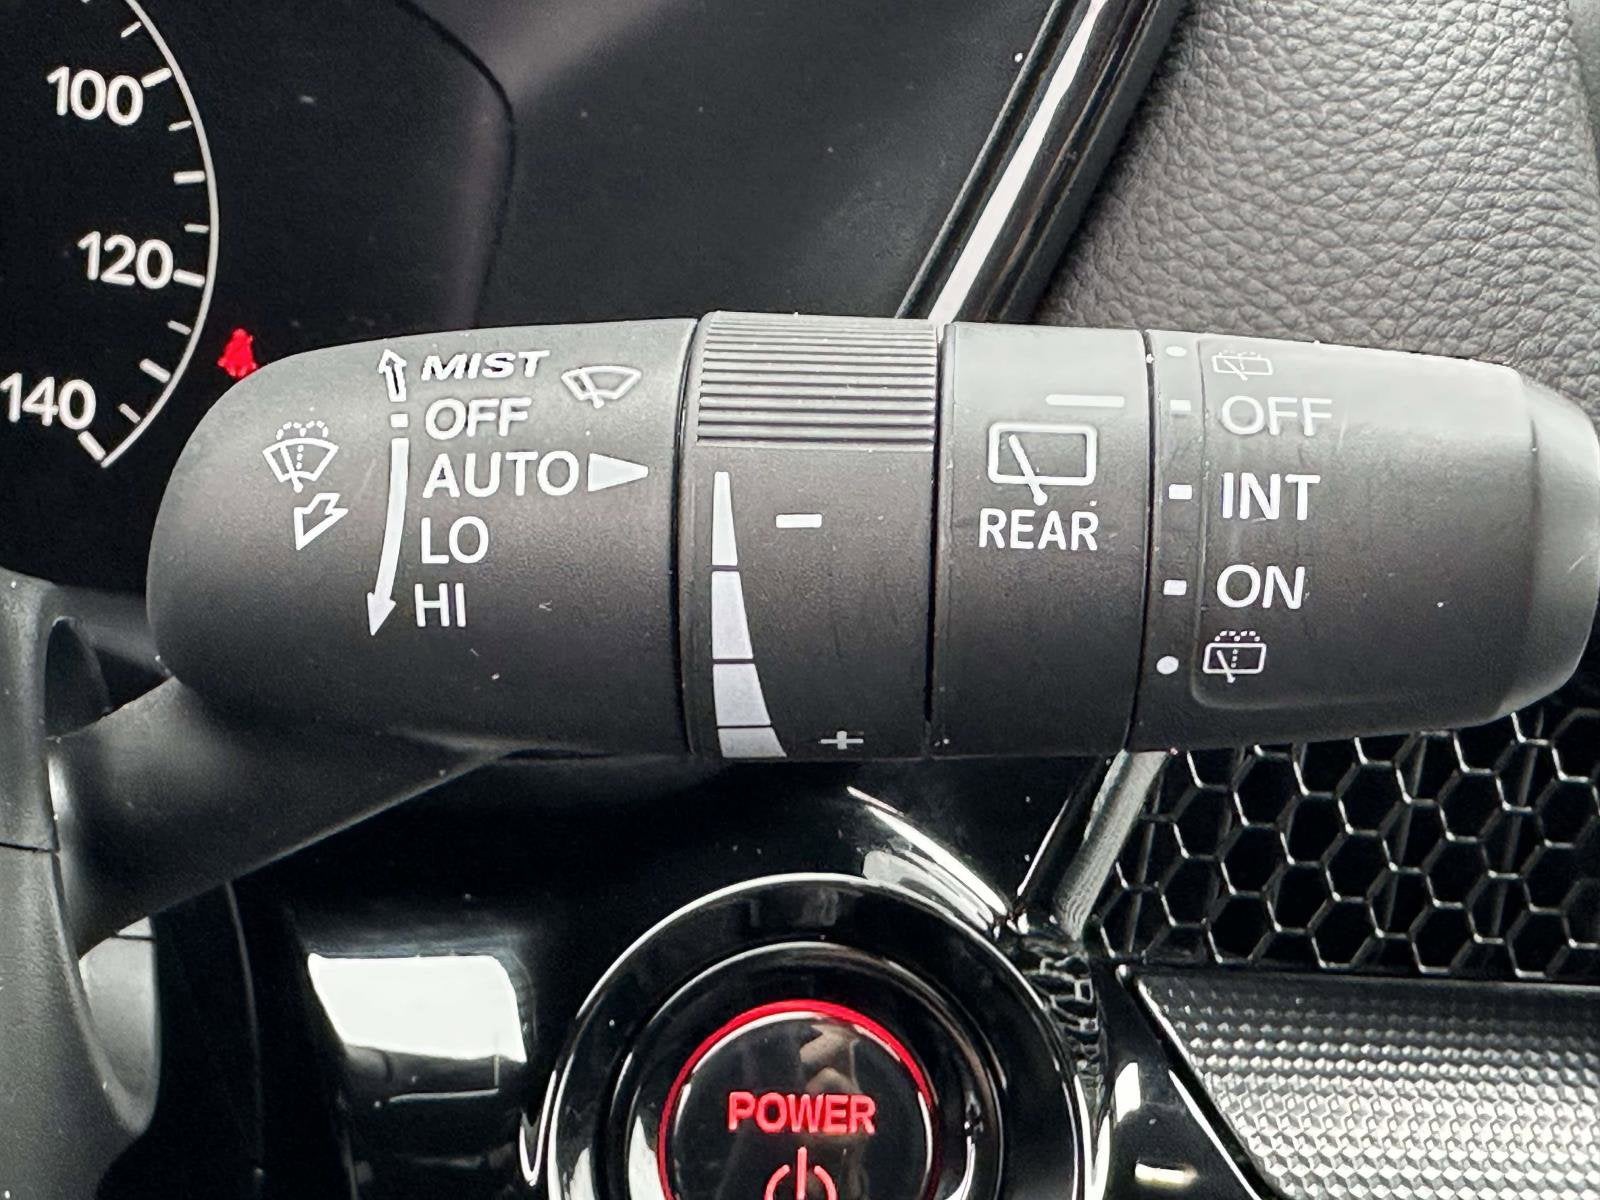 100
120
140
MIST
OFF
AUTO
LO
HI
-
+
REAR
OFF
INT
ON
POWER